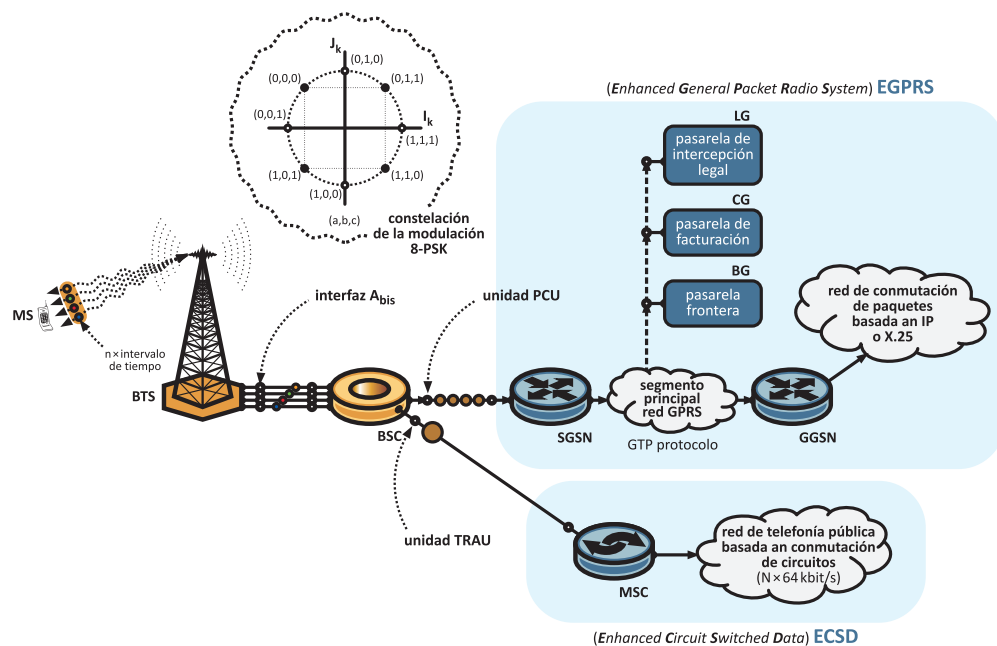 J_k
(0,1,0)
(0,0,0)
(0,1,1)
(0,0,1)
I_k
(1,1,1)
(1,0,1)
(1,1,0)
(1,0,0)
(a,b,c)
constelación
de la modulación
8-PSK
(Enhanced General Packet Radio System) EGPRS
LG
pasarela de
intercepción
legal
CG
pasarela de
facturación
BG
pasarela
frontera
red de conmutación
de paquetes
basada an IP
o X.25
interfaz A_bis
unidad PCU
MS
n×intervalo
de tiempo
BTS
BSC
SGSN
segmento
principal
red GPRS
GTP protocolo
GGSN
unidad TRAU
MSC
red de telefonía pública
basada an conmutación
de circuitos
(N×64 kbit/s)
(Enhanced Circuit Switched Data) ECSD